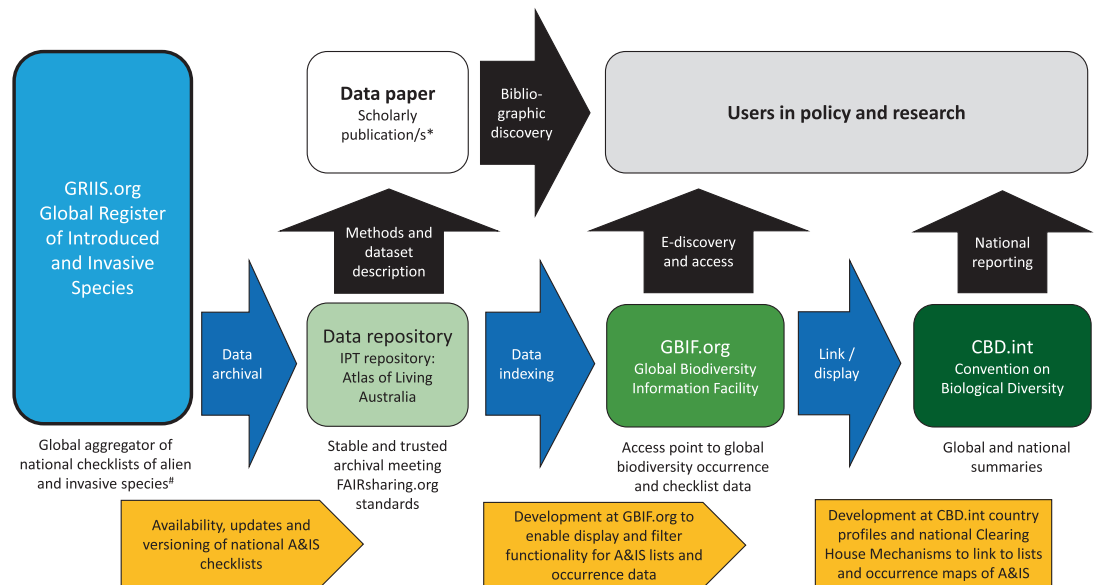 GRIIS.org
Global Register
of Introduced
and Invasive
Species
Global aggregator of
national checklists of alien
and invasive species#
Data
archival
Data paper
Scholarly
publication/s*
Methods and
dataset
description
Data repository
IPT repository:
Atlas of Living
Australia
Stable and trusted
archival meeting
FAIRsharing.org
standards
Biblio-
graphic
discovery
Data
indexing
Users in policy and research
E-discovery
and access
GBIF.org
Global Biodiversity
Information Facility
Access point to global
biodiversity occurrence
and checklist data
Link /
display
National
reporting
CBD.int
Convention on
Biological Diversity
Global and national
summaries
Availability, updates and
versioning of national A&IS
checklists
Development at GBIF.org to
enable display and filter
functionality for A&IS lists and
occurrence data
Development at CBD.int country
profiles and national Clearing
House Mechanisms to link to lists
and occurrence maps of A&IS